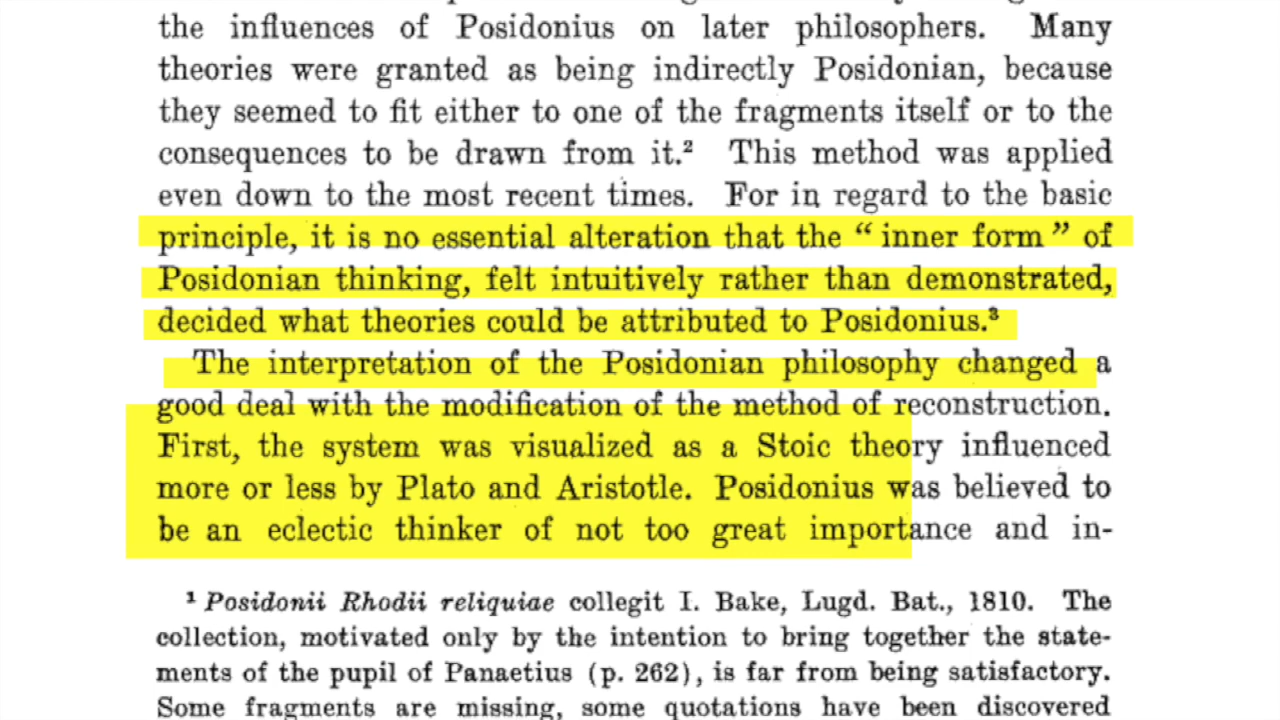 the influences of Posidonius on later philosophers. Many
theories were granted as being indirectly Posidonian, because
they seemed to fit either to one of the fragments itself or to the
consequences to be drawn from it.² This method was applied
even down to the most recent times. For in regard to the basic
principle, it is no essential alteration that the “ inner form ” of
Posidonian thinking, felt intuitively rather than demonstrated,
decided what theories could be attributed to Posidonius.³
The interpretation of the Posidonian philosophy changed a
good deal with the modification of the method of reconstruction.
First, the system was visualized as a Stoic theory influenced
more or less by Plato and Aristotle. Posidonius was believed to
be an eclectic thinker of not too great importance and in-
¹ Posidonii Rhodii reliquiae collegit I. Bake, Lugd. Bat., 1810. The
collection, motivated only by the intention to bring together the state-
ments of the pupil of Panaetius (p. 262), is far from being satisfactory.
Some fragments are missing, some quotations have been discovered